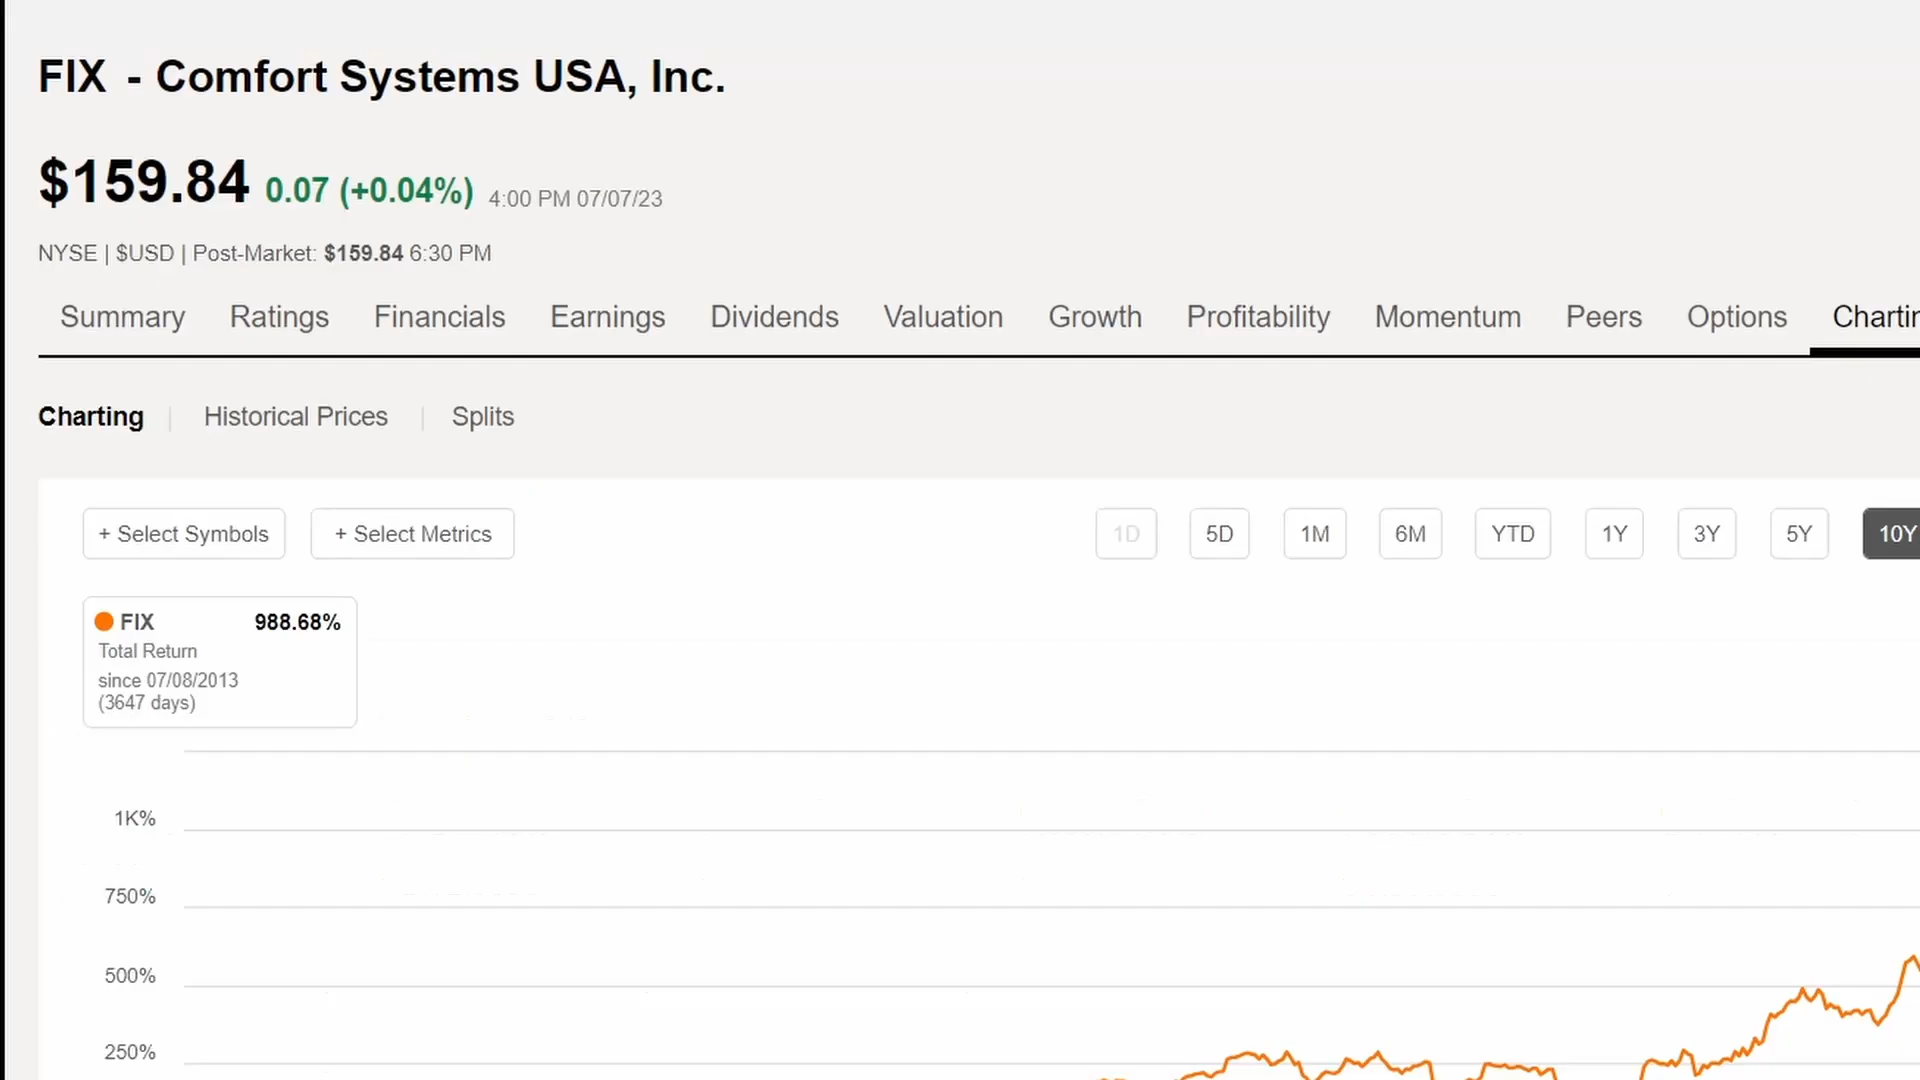 FIX - Comfort Systems USA, Inc.
$159.84 0.07 (+0.04%) 4:00 PM 07/07/23
NYSE | $USD | Post-Market: $159.84 6:30 PM
Summary Ratings Financials Earnings Dividends Valuation Growth Profitability Momentum Peers Options Chartin
Charting | Historical Prices | Splits
+ Select Symbols + Select Metrics 1D 5D 1M 6M YTD 1Y 3Y 5Y 10Y
FIX 988.68%
Total Return
since 07/08/2013
(3647 days)
1K%
750%
500%
250%